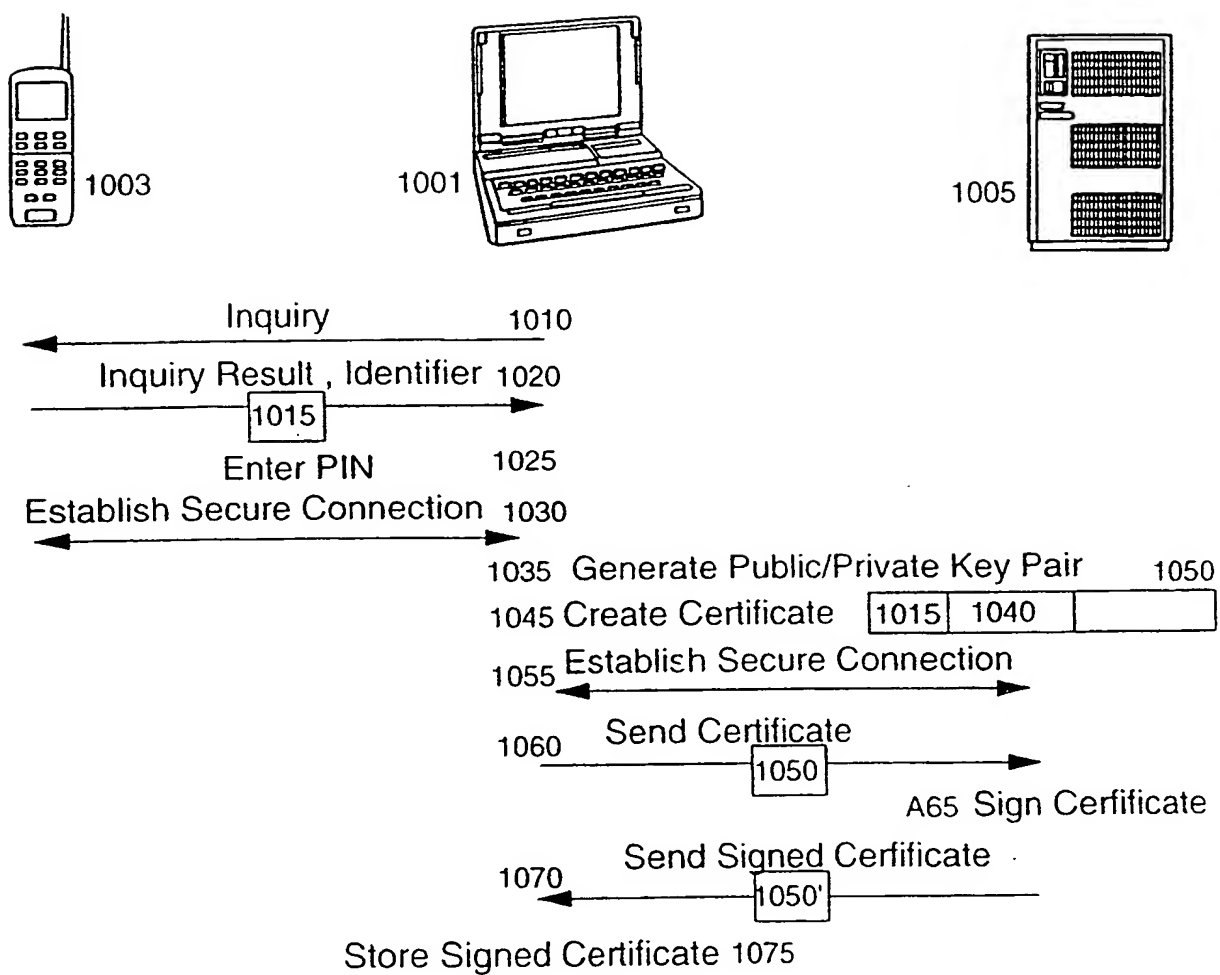 1003
1001
1005
Inquiry 1010
Inquiry Result , Identifier 1020
1015
Enter PIN 1025
Establish Secure Connection 1030
1035 Generate Public/Private Key Pair 1050
1045 Create Certificate 1015 1040
1055 Establish Secure Connection
1060 Send Certificate
1050
A65 Sign Cerfificate
Send Signed Cerfificate
1070
1050'
Store Signed Certificate 1075